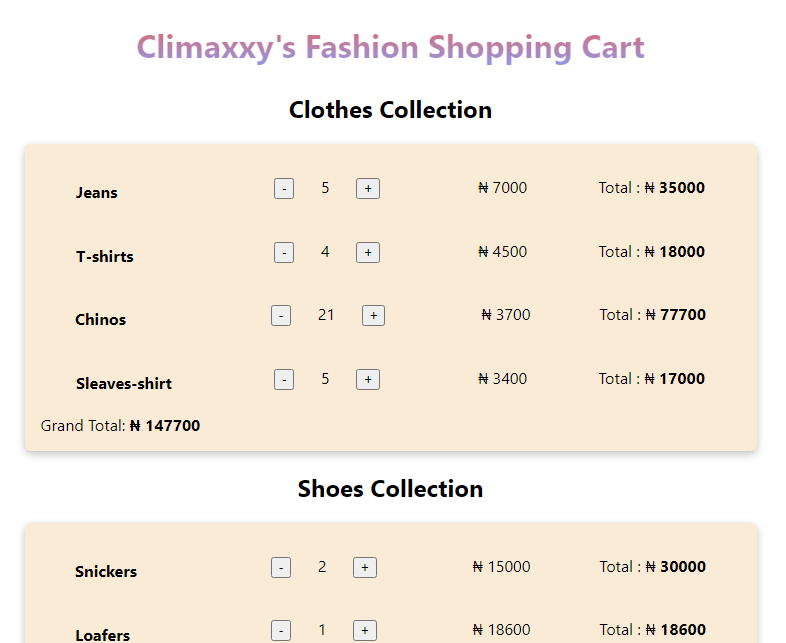 Climaxxy's Fashion Shopping Cart
Clothes Collection
Jeans - 5 + ₦ 7000 Total : ₦ 35000
T-shirts - 4 + ₦ 4500 Total : ₦ 18000
Chinos - 21 + ₦ 3700 Total : ₦ 77700
Sleaves-shirt - 5 + ₦ 3400 Total : ₦ 17000
Grand Total: ₦ 147700
Shoes Collection
Snickers - 2 + ₦ 15000 Total : ₦ 30000
Loafers - 1 + ₦ 18600 Total : ₦ 18600